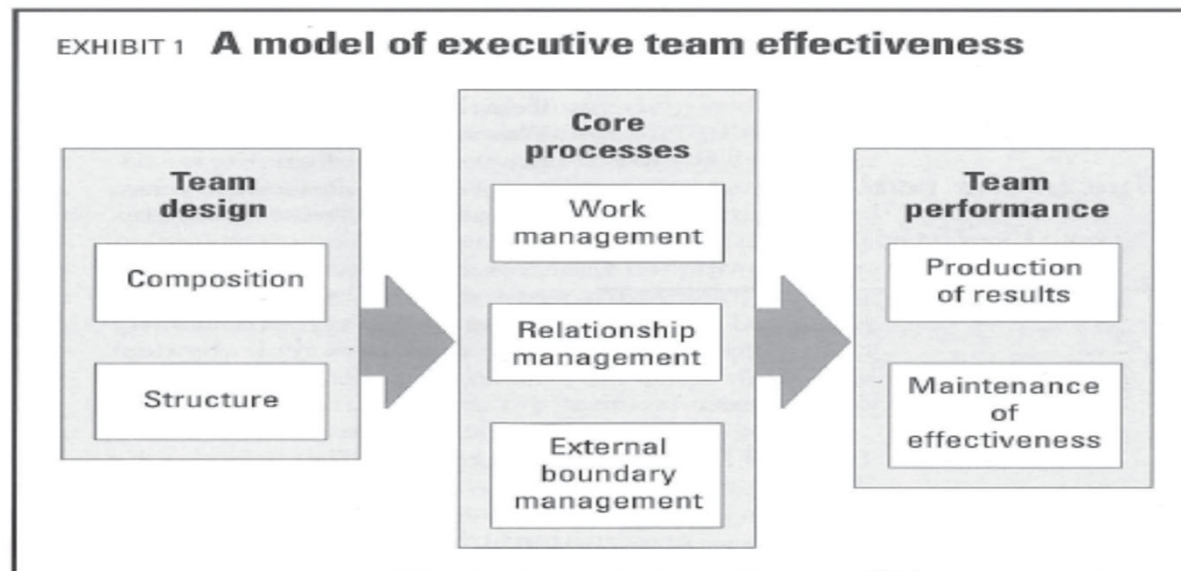 EXHIBIT 1 A model of executive team effectiveness
Team
design
Composition
Structure
Core
processes
Work
management
Relationship
management
External
boundary
management
Team
performance
Production
of results
Maintenance
of
effectiveness